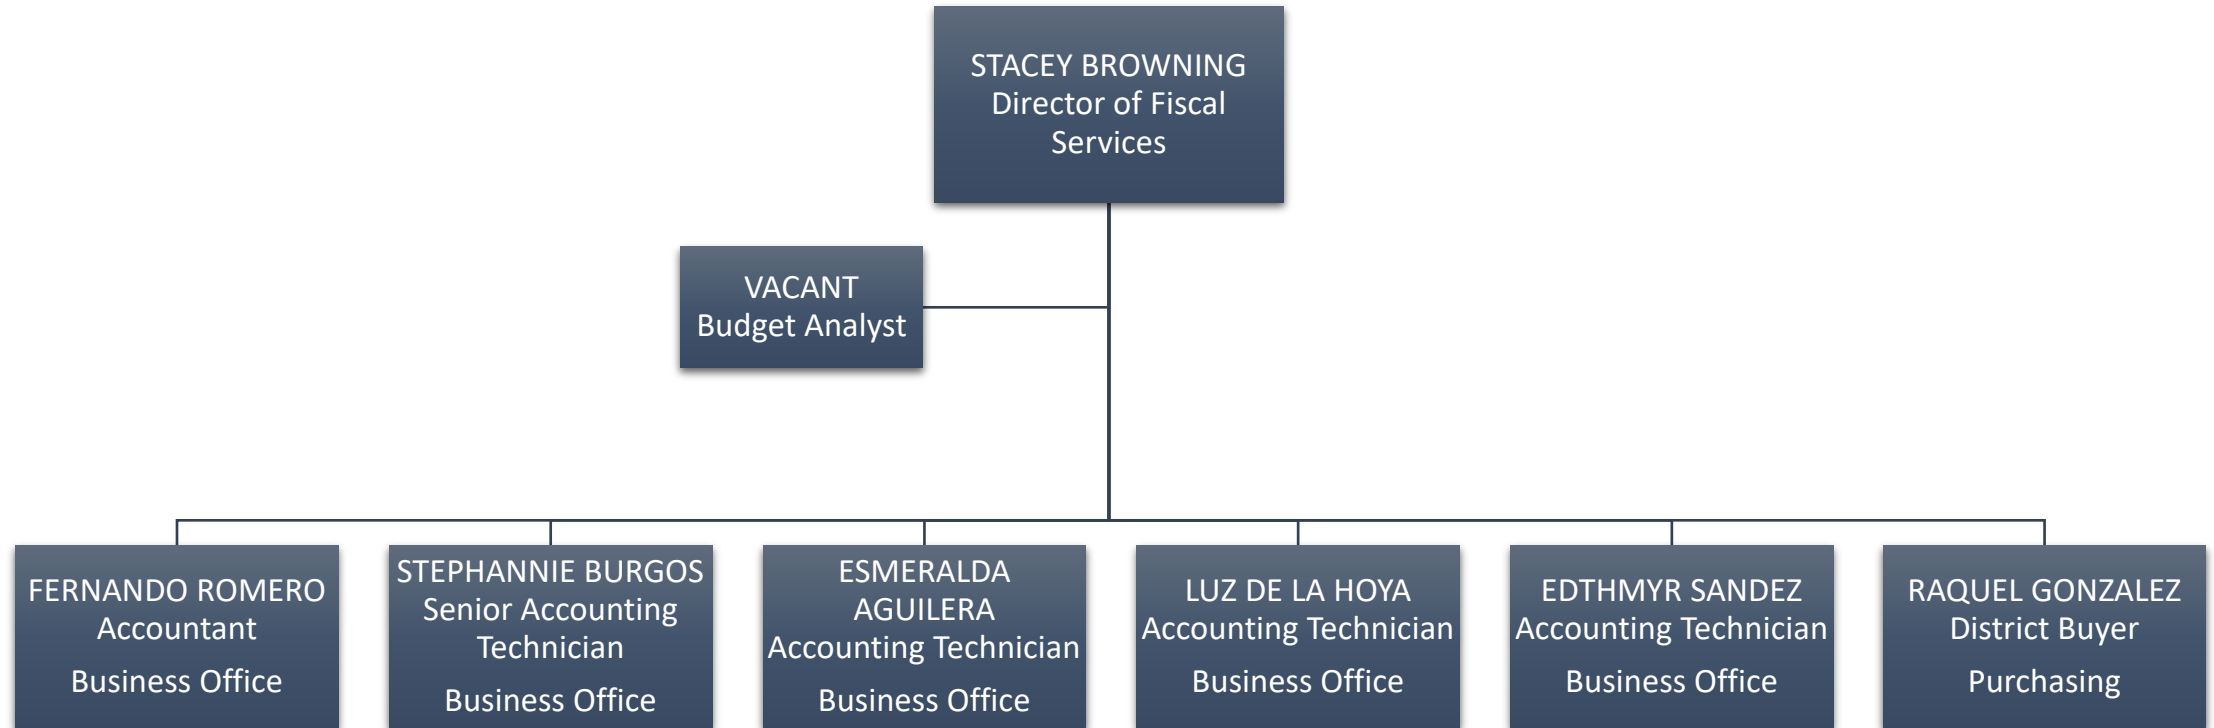 STACEY BROWNING
Director of Fiscal
Services
VACANT
Budget Analyst
FERNANDO ROMERO
Accountant
Business Office
STEPHANNIE BURGOS
Senior Accounting
Technician
Business Office
ESMERALDA
AGUILERA
Accounting Technician
Business Office
LUZ DE LA HOYA
Accounting Technician
Business Office
EDTHMYR SANDEZ
Accounting Technician
Business Office
RAQUEL GONZALEZ
District Buyer
Purchasing